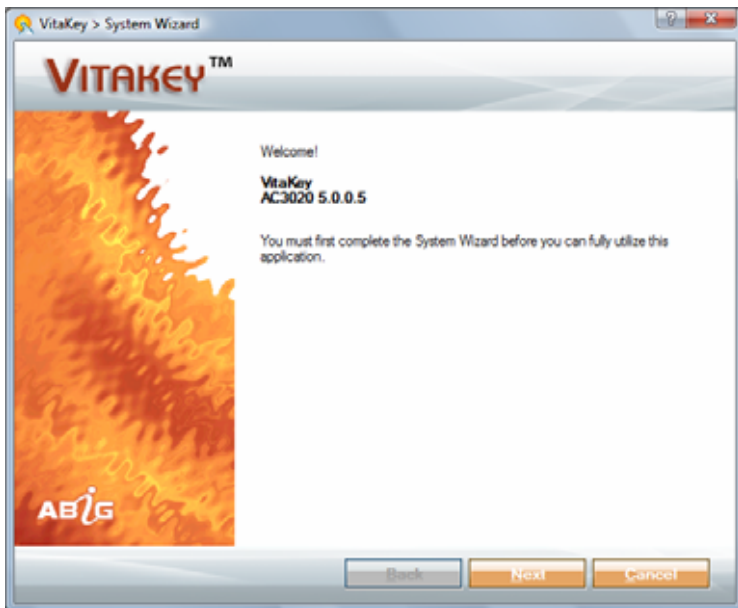 VitaKey > System Wizard
VITAKEY™
Welcome!
VitaKey
AC3020 5.0.0.5
You must first complete the System Wizard before you can fully utilize this
application.
ABiG
Back Next Cancel